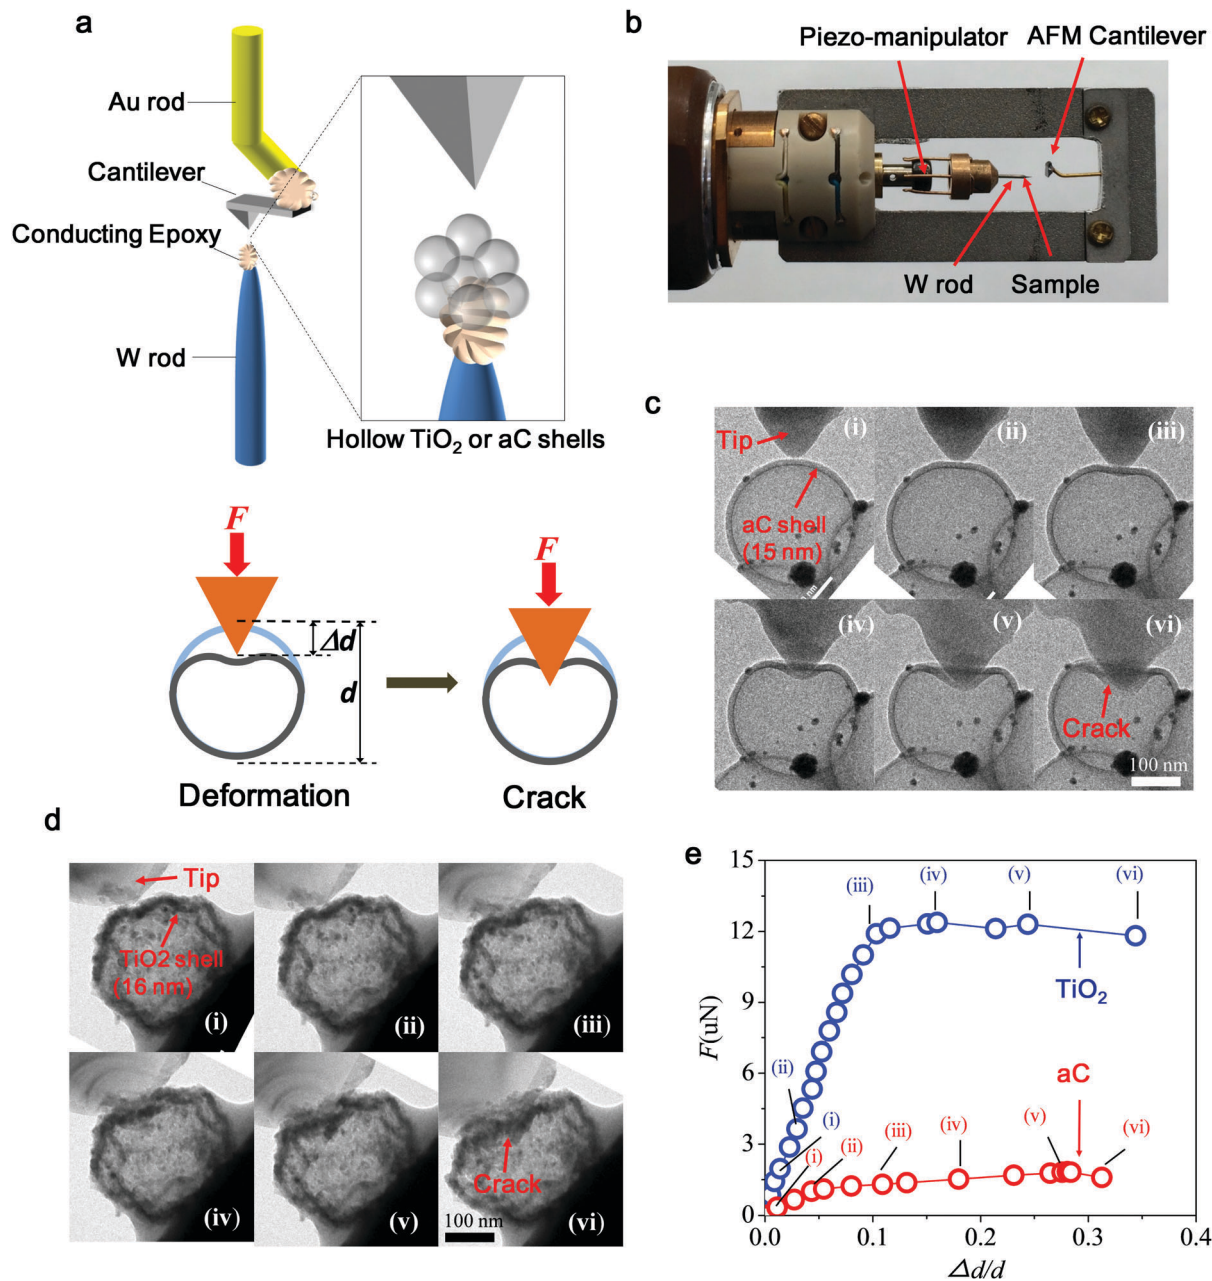 a
Au rod
Cantilever
Conducting Epoxy
W rod
Hollow TiO2 or aC shells
F
F
Δd
d
Deformation
Crack
b
Piezo-manipulator
AFM Cantilever
W rod
Sample
c
Tip
aC shell
(15 nm)
(i)
(ii)
(iii)
(iv)
(v)
(vi)
Crack
100 nm
d
Tip
TiO2 shell
(16 nm)
(i)
(ii)
(iii)
(iv)
(v)
(vi)
Crack
100 nm
e
15
12
9
6
3
0
F(uN)
(i)
(ii)
(iii)
(iv)
(v)
(vi)
TiO2
aC
(i)
(ii)
(iii)
(iv)
(v)
(vi)
0.0
0.1
0.2
0.3
0.4
Δd/d